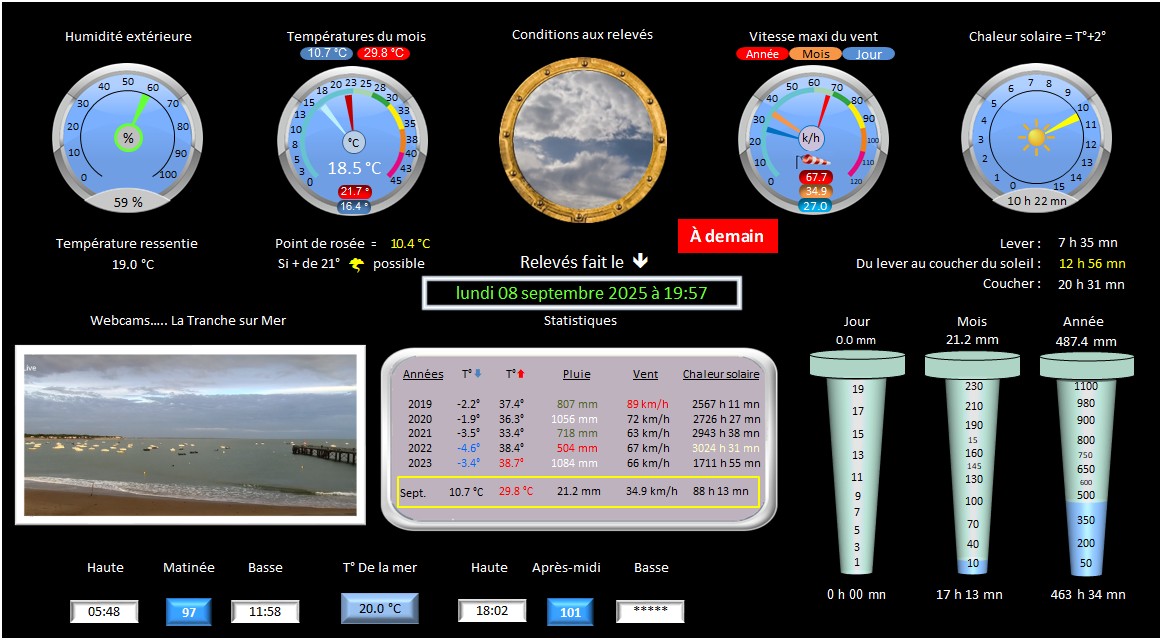 Humidité extérieure
Températures du mois
10.7 °C 29.8 °C
Conditions aux relevés
Vitesse maxi du vent
Année Mois Jour
Chaleur solaire = T°+2°
0 10 20 30 40 50 60 70 80 90 100
%
59 %
0 3 5 8 10 13 15 18 20 23 25 28 30 33 35 38 40 43 45
°C
18.5 °C
21.7 °
16.4 °
0 10 20 30 40 50 60 70 80 90 100 110 120
k/h
67.7
34.9
27.0
0 1 2 3 4 5 6 7 8 9 10 11 12 13 14 15
10 h 22 mn
À demain
Température ressentie
19.0 °C
Point de rosée = 10.4 °C
Si + de 21° possible
Relevés fait le
lundi 08 septembre 2025 à 19:57
Lever : 7 h 35 mn
Du lever au coucher du soleil : 12 h 56 mn
Coucher : 20 h 31 mn
Webcams..... La Tranche sur Mer
Live
Statistiques
Années T° T° Pluie Vent Chaleur solaire
2019 -2.2° 37.4° 807 mm 89 km/h 2567 h 11 mn
2020 -1.9° 36.3° 1056 mm 72 km/h 2726 h 27 mn
2021 -3.5° 33.4° 718 mm 63 km/h 2943 h 38 mn
2022 -4.6° 38.4° 504 mm 67 km/h 3024 h 31 mn
2023 -3.4° 38.7° 1084 mm 66 km/h 1711 h 55 mn
Sept. 10.7 °C 29.8 °C 21.2 mm 34.9 km/h 88 h 13 mn
Jour
0.0 mm
19
17
15
13
11
9
7
5
3
1
0 h 00 mn
Mois
21.2 mm
230
210
190
15
160
145
130
100
70
40
10
17 h 13 mn
Année
487.4 mm
1100
980
900
800
750
650
600
500
350
200
50
463 h 34 mn
Haute Matinée Basse
05:48 97 11:58
T° De la mer
20.0 °C
Haute Après-midi Basse
18:02 101 *****